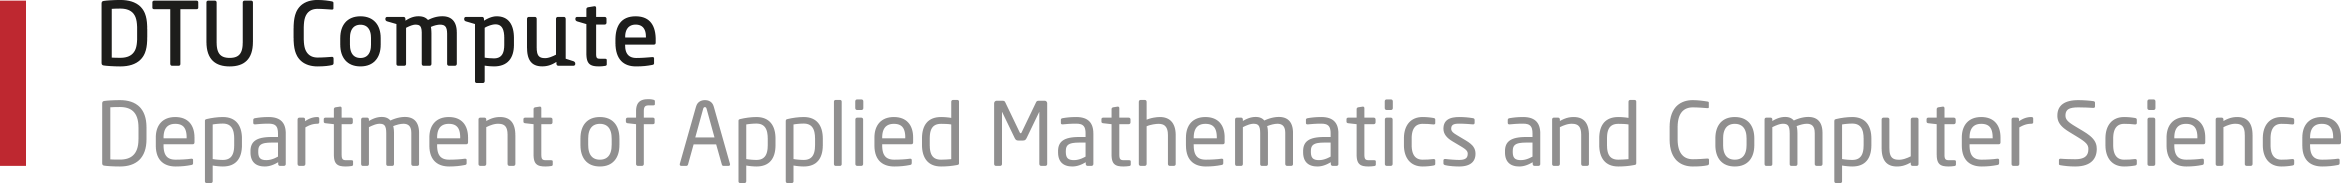 DTU Compute
Department of Applied Mathematics and Computer Science